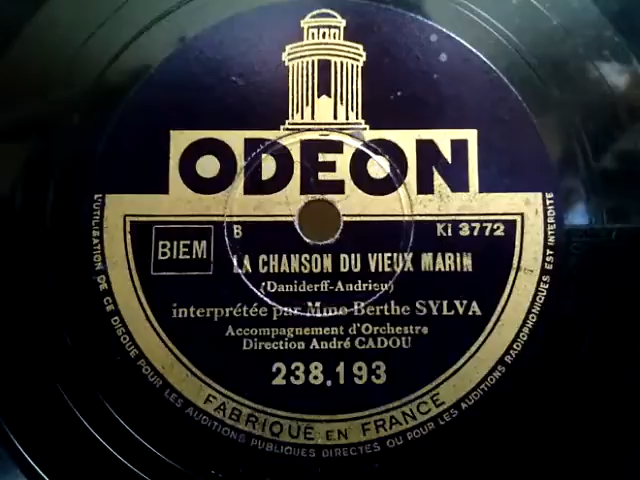 ODÉON
B
Ki 3772
BIEM
LA CHANSON DU VIEUX MARIN
(Daniderff-Andrieu)
interprétée par Mme Berthe SYLVA
Accompagnement d'Orchestre
Direction André CADOU
238.193
FABRIQUÉ EN FRANCE
L'UTILISATION DE CE DISQUE POUR LES AUDITIONS PUBLIQUES DIRECTES OU POUR LES AUDITIONS RADIOPHONIQUES EST INTERDITE